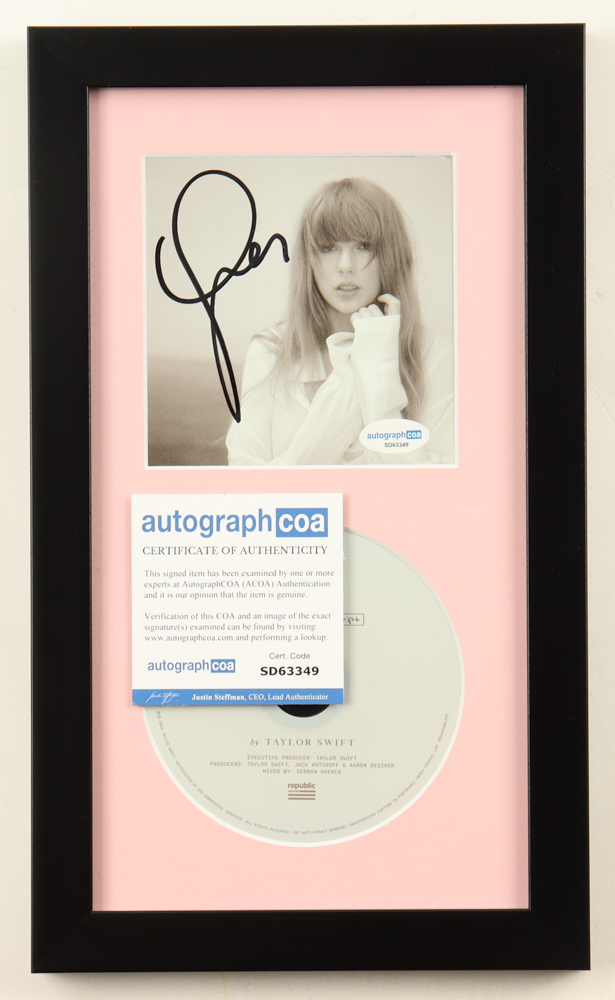 autographcoa
SD63349
autographcoa
CERTIFICATE OF AUTHENTICITY
This signed item has been examined by one or more
experts at AutographCOA (ACOA) Authentication
and it is our opinion that the item is genuine.
Verification of this COA and an image of the exact
signature(s) examined can be found by visiting
www.autographcoa.com and performing a lookup.
autographcoa
Cert. Code
SD63349
Justin Steffman, CEO, Lead Authenticator
by TAYLOR SWIFT
EXECUTIVE PRODUCER: TAYLOR SWIFT
PRODUCERS: TAYLOR SWIFT, JACK ANTONOFF & AARON DESSNER
MIXED BY: SERBAN GHENEA
republic